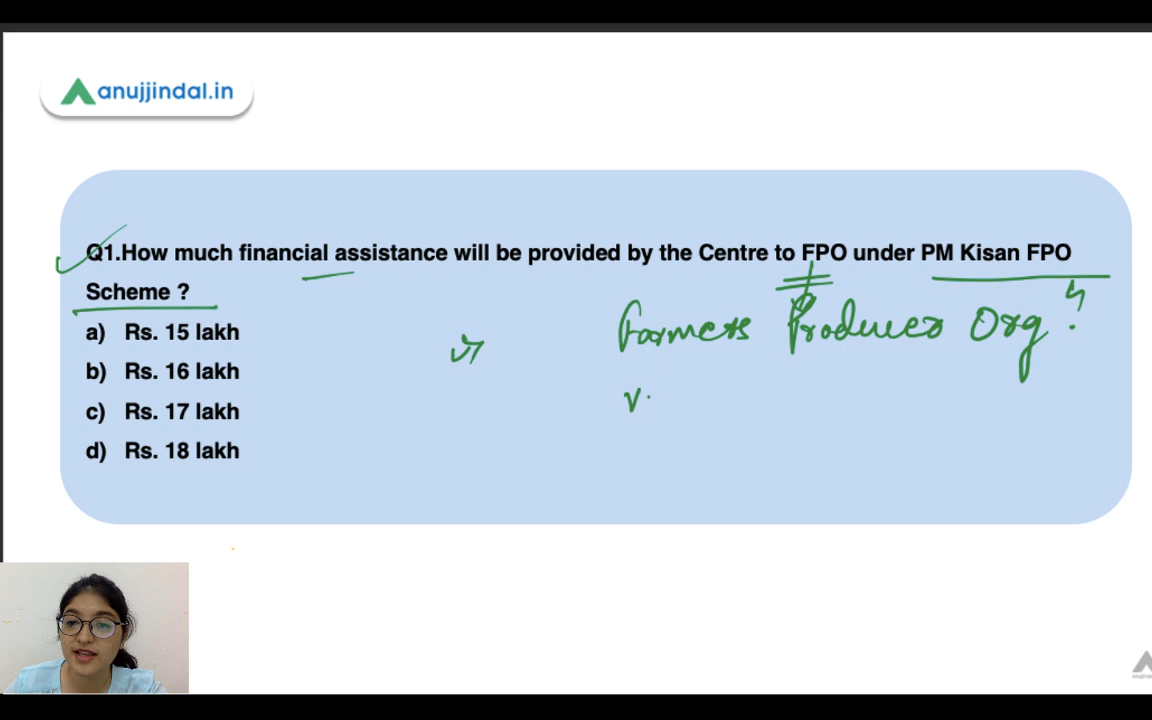 anujjindal.in
Q1.How much financial assistance will be provided by the Centre to FPO under PM Kisan FPO
Scheme ?
Farmers Producer Org
a) Rs. 15 lakh
b) Rs. 16 lakh
c) Rs. 17 lakh
d) Rs. 18 lakh